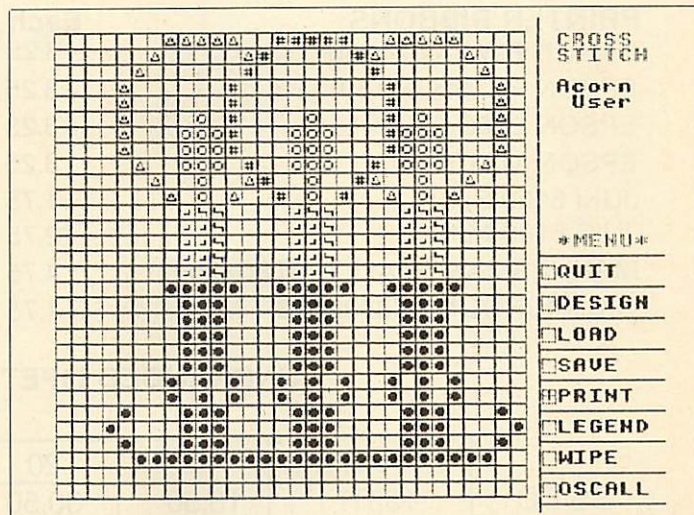 CROSS
STITCH
Acorn
User
*MENU*
QUIT
DESIGN
LOAD
SAVE
PRINT
LEGEND
WIPE
OSCALL